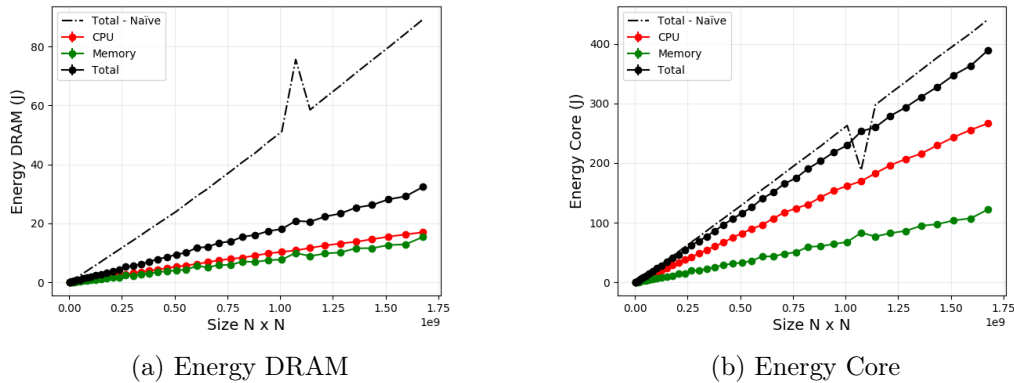 Total - Naïve
CPU
Memory
Total
Energy DRAM (J)
80
60
40
20
0
0.00 0.25 0.50 0.75 1.00 1.25 1.50 1.75
1e9
Size N x N
(a) Energy DRAM
Total - Naïve
CPU
Memory
Total
Energy Core (J)
400
300
200
100
0
0.00 0.25 0.50 0.75 1.00 1.25 1.50 1.75
1e9
Size N x N
(b) Energy Core